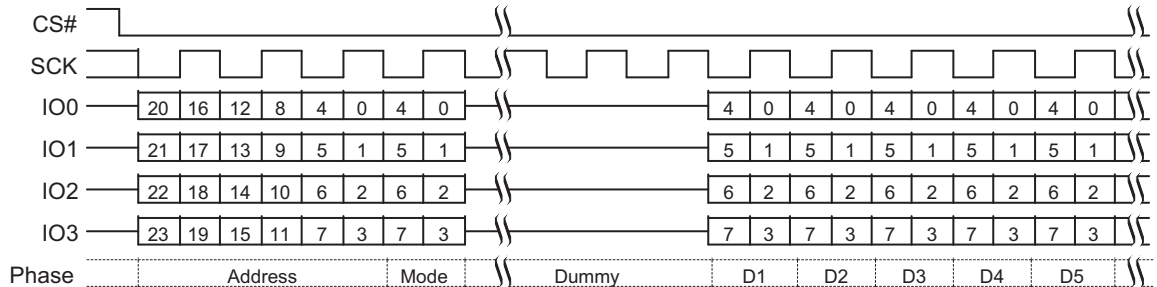 CS#
SCK
IO0 20 16 12 8 4 0 4 0 4 0 4 0 4 0 4 0 4 0
IO1 21 17 13 9 5 1 5 1 5 1 5 1 5 1 5 1 5 1
IO2 22 18 14 10 6 2 6 2 6 2 6 2 6 2 6 2 6 2
IO3 23 19 15 11 7 3 7 3 7 3 7 3 7 3 7 3 7 3
Phase Address Mode Dummy D1 D2 D3 D4 D5